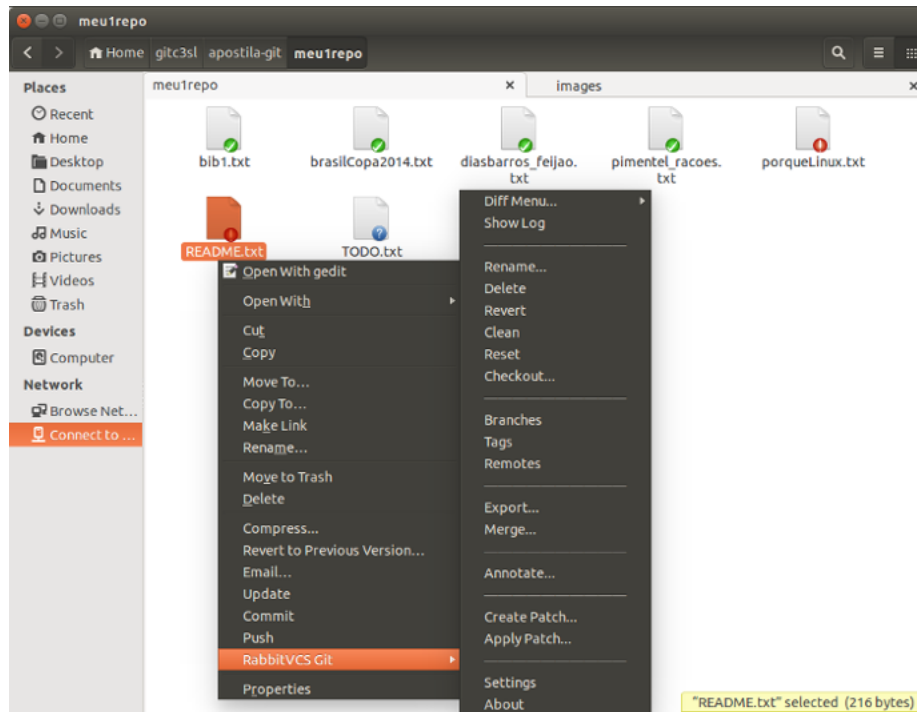 meu1repo
Home gitc3sl apostila-git meu1repo
Places
Recent
Home
Desktop
Documents
Downloads
Music
Pictures
Videos
Trash
Devices
Computer
Network
Browse Net...
Connect to ...
meu1repo
images
bib1.txt
brasilCopa2014.txt
diasbarros_feijao.
txt
pimentel_racoes.
txt
porqueLinux.txt
README.txt
TODO.txt
Open With gedit
Open With
Cut
Copy
Move To...
Copy To...
Make Link
Rename...
Move to Trash
Delete
Compress...
Revert to Previous Version...
Email...
Update
Commit
Push
RabbitVCS Git
Properties
Diff Menu...
Show Log
Rename...
Delete
Revert
Clean
Reset
Checkout...
Branches
Tags
Remotes
Export...
Merge...
Annotate...
Create Patch...
Apply Patch...
Settings
About
"README.txt" selected (216 bytes)